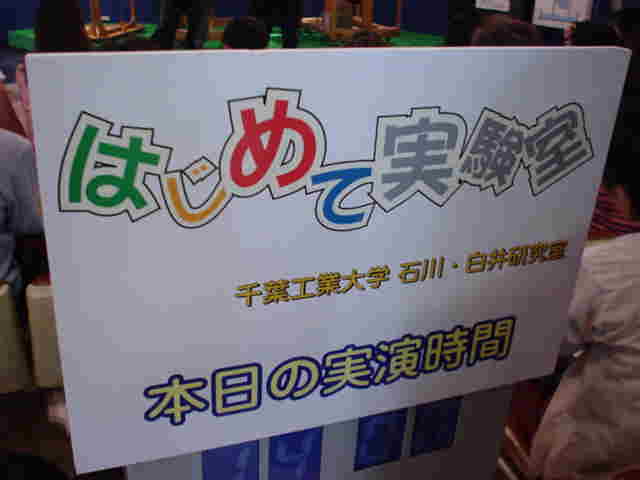 はじめて実験室
千葉工業大学 石川・白井研究室
本日の実演時間